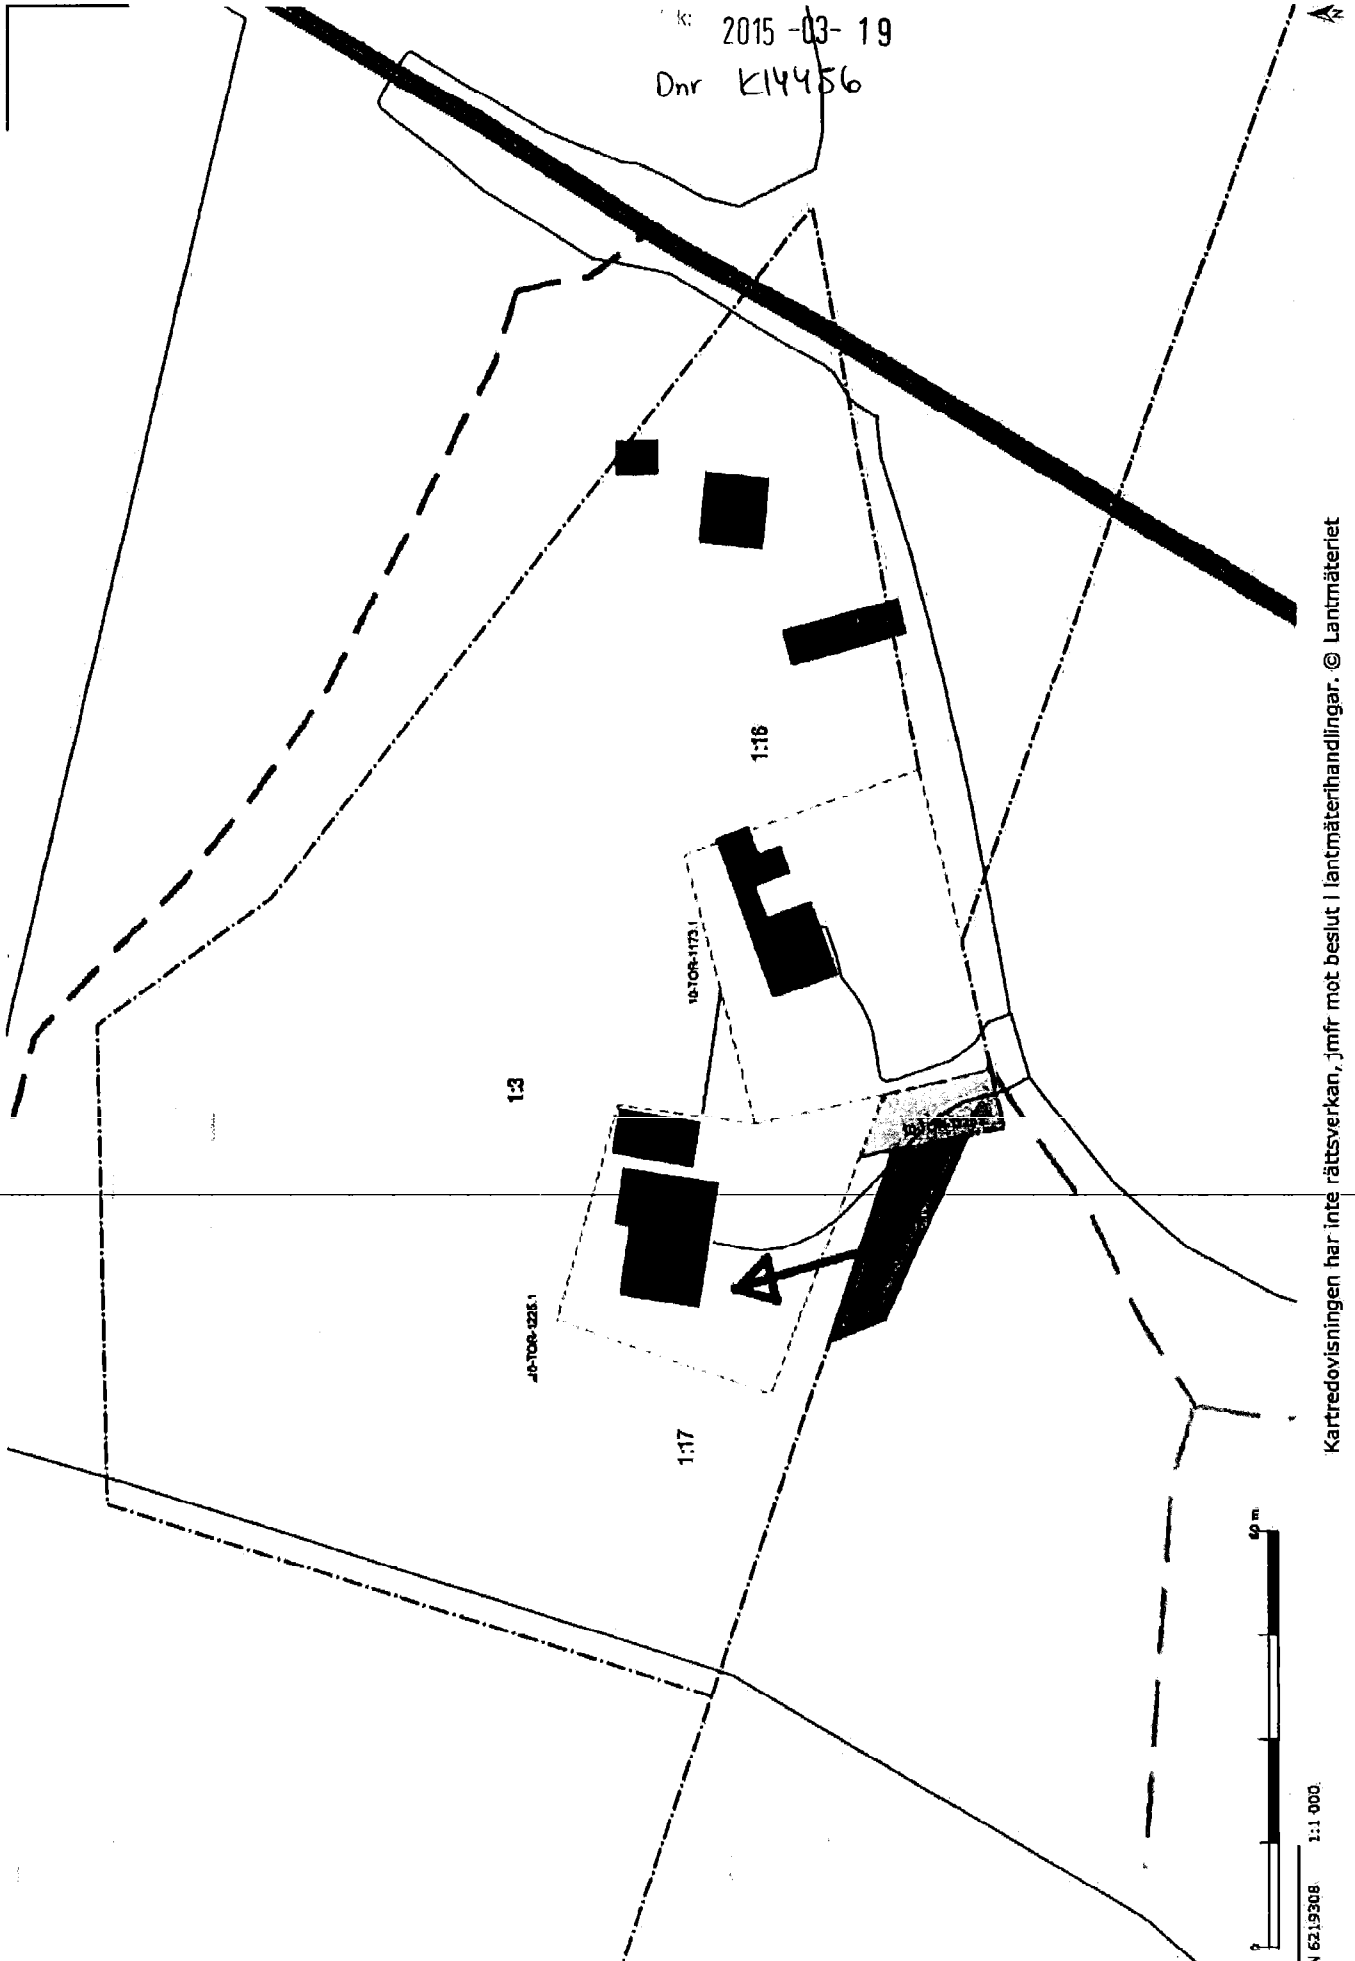 2015 -03- 19
Dnr K14456
1:16
10-TOR-1173.1
1:3
10-TOR-1225.1
1:17
Kartredovisningen har inte rättsverkan, jmfr mot beslut i lantmäterihandlingar. © Lantmäteriet
0
N 6219308 1:1 000